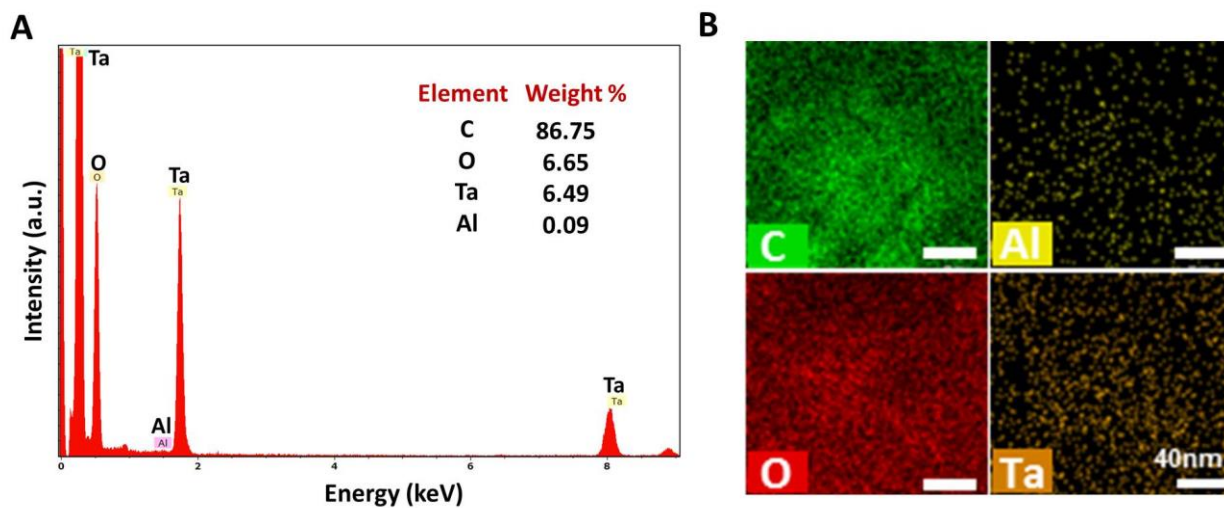 A
Ta
Ta
Element Weight %
C 86.75
O 6.65
Ta 6.49
Al 0.09
O
O
Ta
Ta
Al
Al
Ta
Ta
0 2 4 6 8
Energy (keV)
Intensity (a.u.)
B
C
Al
O
Ta
40nm